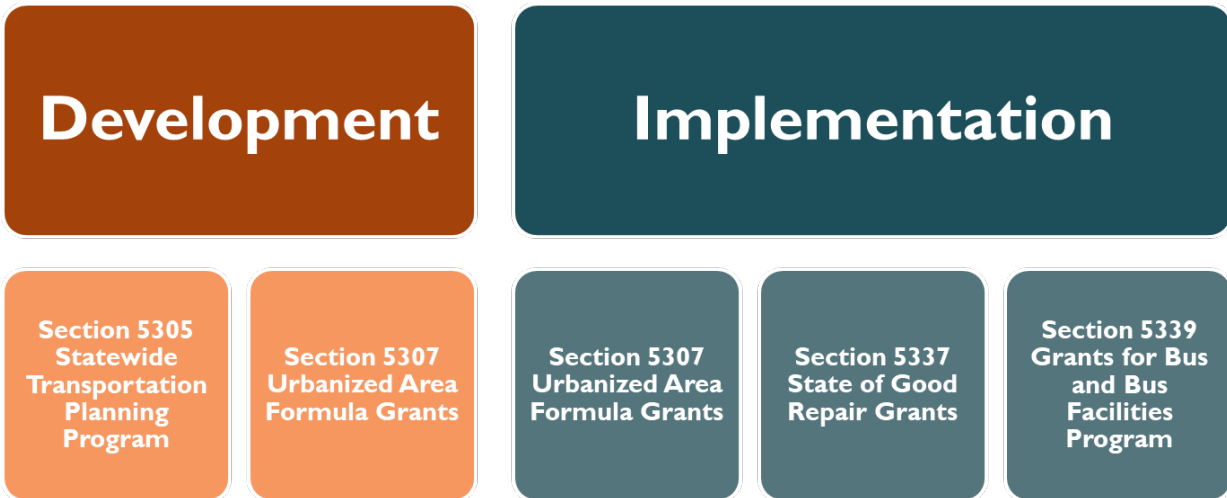 Development
Implementation
Section 5305
Statewide
Transportation
Planning
Program
Section 5307
Urbanized Area
Formula Grants
Section 5307
Urbanized Area
Formula Grants
Section 5337
State of Good
Repair Grants
Section 5339
Grants for Bus
and Bus
Facilities
Program